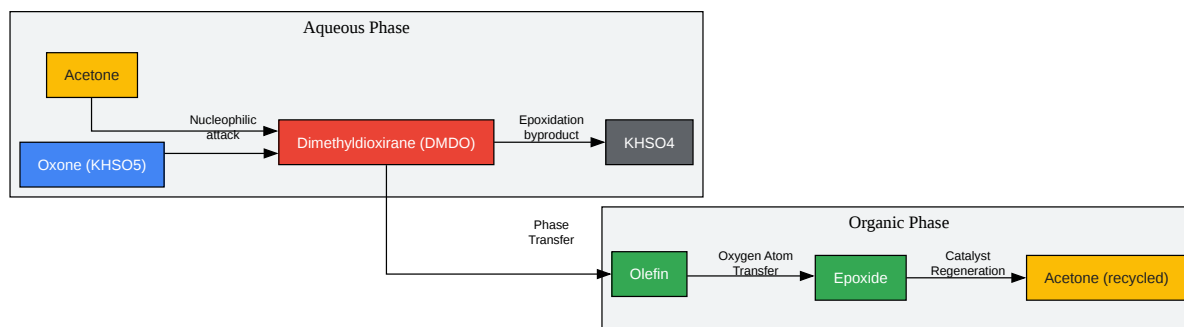 Aqueous Phase
Acetone
Nucleophilic
attack
Oxone (KHSO5)
Dimethyldioxirane (DMDO)
Epoxidation
byproduct
KHSO4
Phase
Transfer
Organic Phase
Olefin
Oxygen Atom
Transfer
Epoxide
Catalyst
Regeneration
Acetone (recycled)